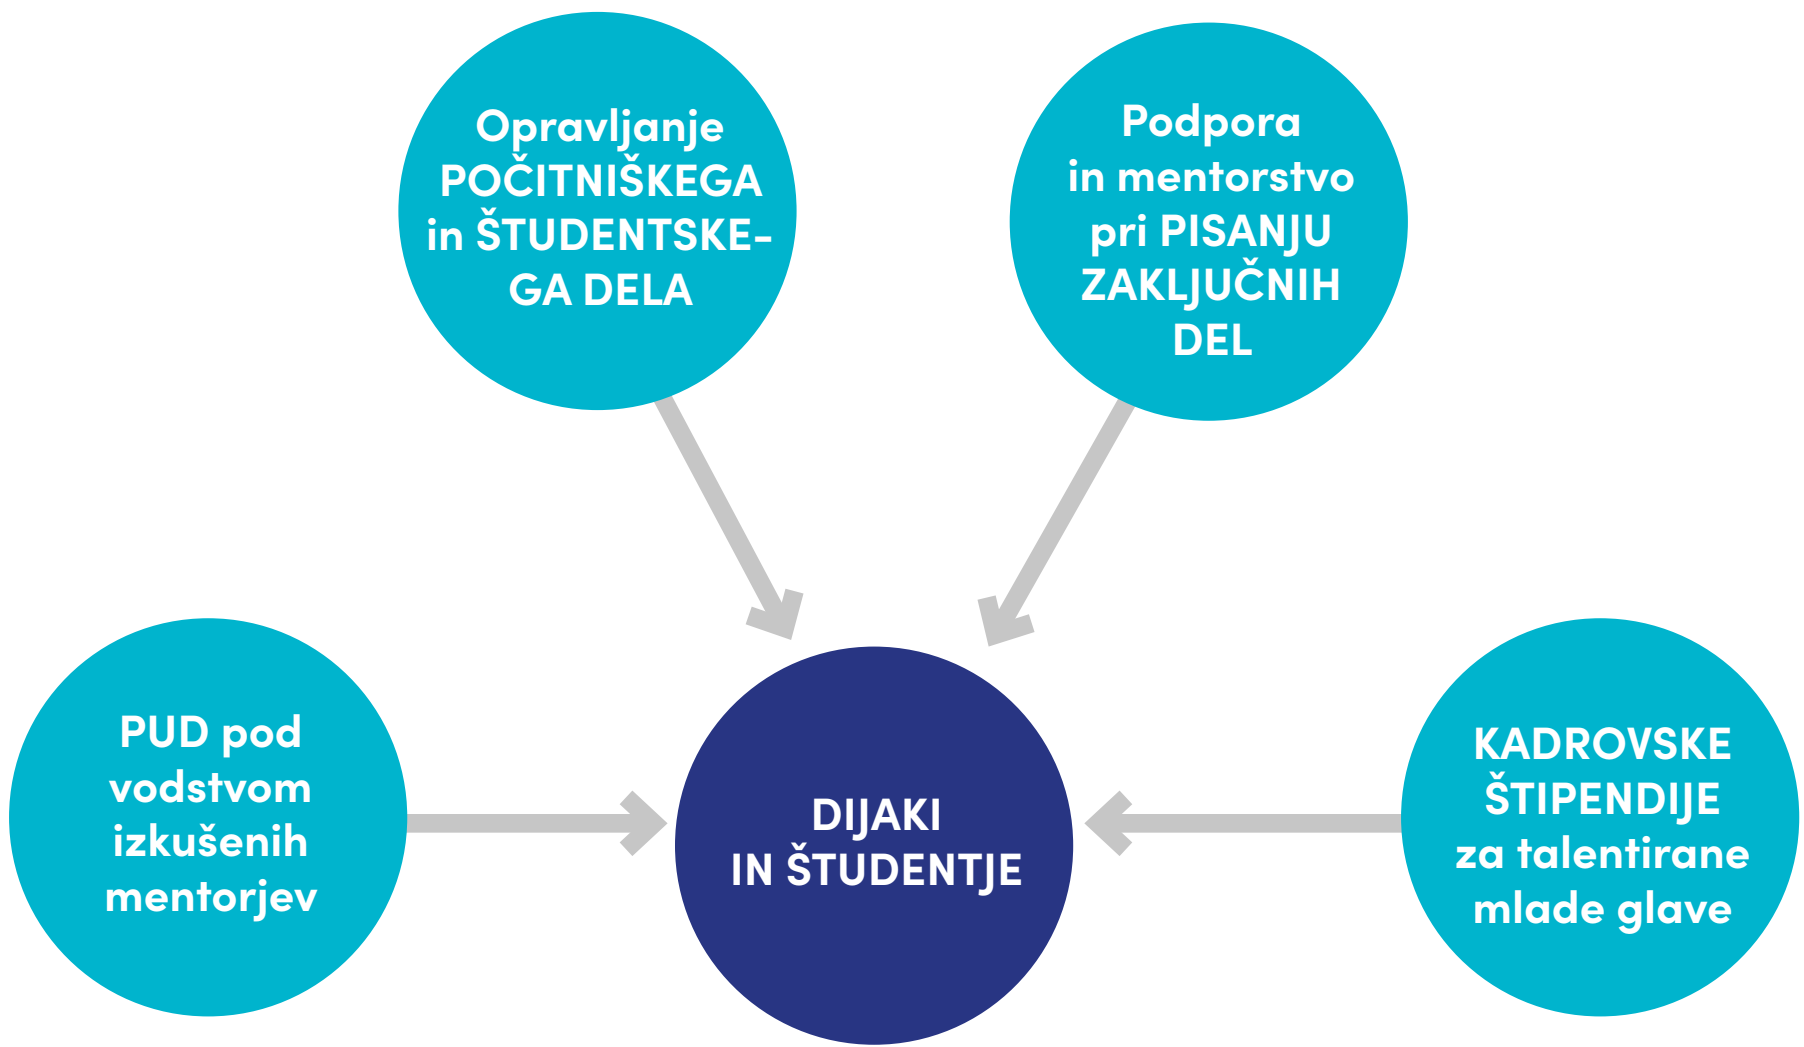 Opravljanje
POČITNIŠKEGA
in ŠTUDENTSKE-
GA DELA
Podpora
in mentorstvo
pri PISANJU
ZAKLJUČNIH
DEL
PUD pod
vodstvom
izkušenih
mentorjev
DIJAKI
IN ŠTUDENTJE
KADROVSKE
ŠTIPENDIJE
za talentirane
mlade glave